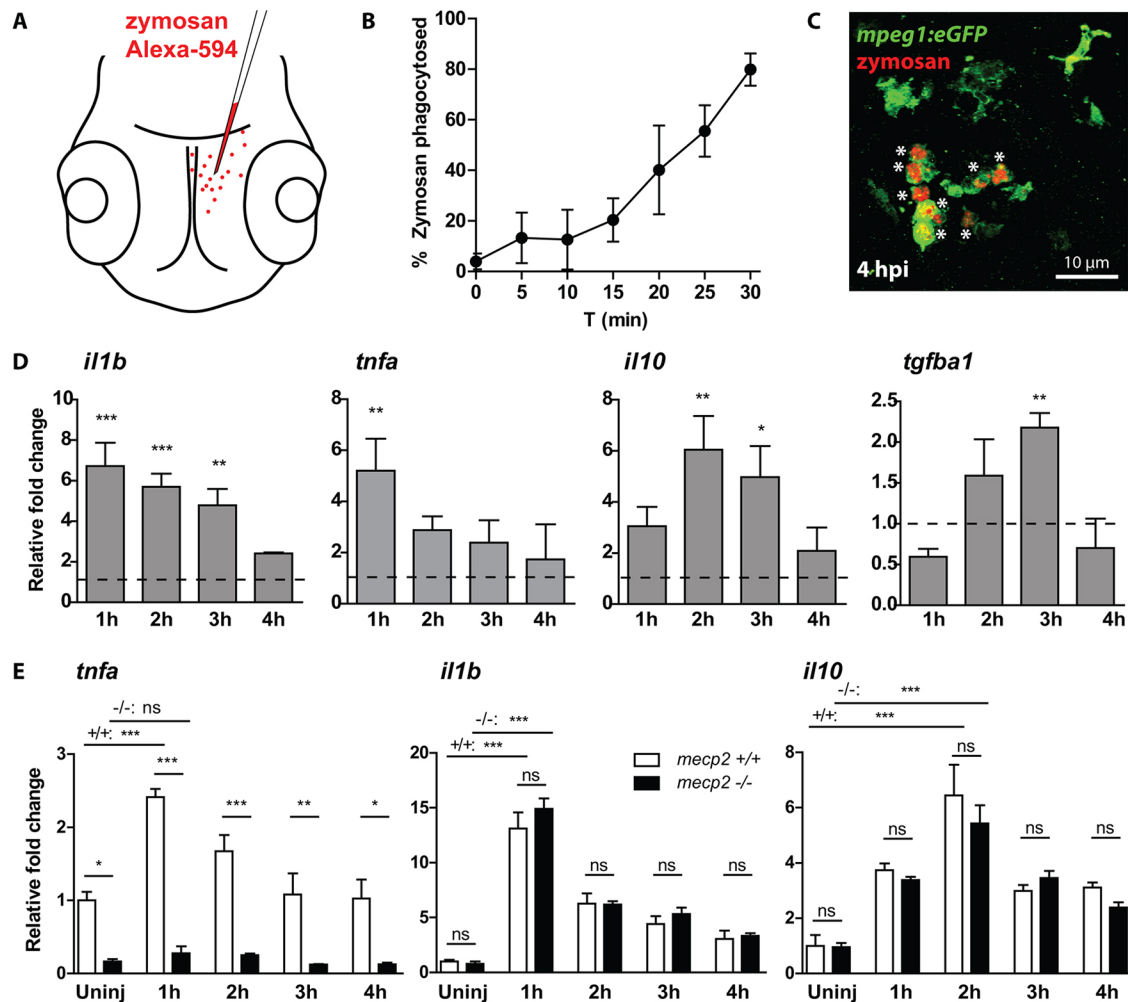 A
zymosan
Alexa-594
B
% Zymosan phagocytosed
100
80
60
40
20
0
0 5 10 15 20 25 30
T (min)
C
mpeg1:eGFP
zymosan
* * * * * * *
4 hpi
10 µm
D
il1b
Relative fold change
10
8
6
4
2
0
*** *** **
1h 2h 3h 4h
tnfa
8
6
4
2
0
**
1h 2h 3h 4h
il10
8
6
4
2
0
** *
1h 2h 3h 4h
tgfba1
2.5
2.0
1.5
1.0
0.5
0.0
**
1h 2h 3h 4h
E
tnfa
-/-: ns
+/+: ***
Relative fold change
3
2
1
0
* *** *** ** *
Uninj 1h 2h 3h 4h
il1b
-/-: ***
+/+: ***
20
15
10
5
0
ns ns ns ns ns
mecp2 +/+
mecp2 -/-
Uninj 1h 2h 3h 4h
il10
-/-: ***
+/+: ***
8
6
4
2
0
ns ns ns ns ns
Uninj 1h 2h 3h 4h